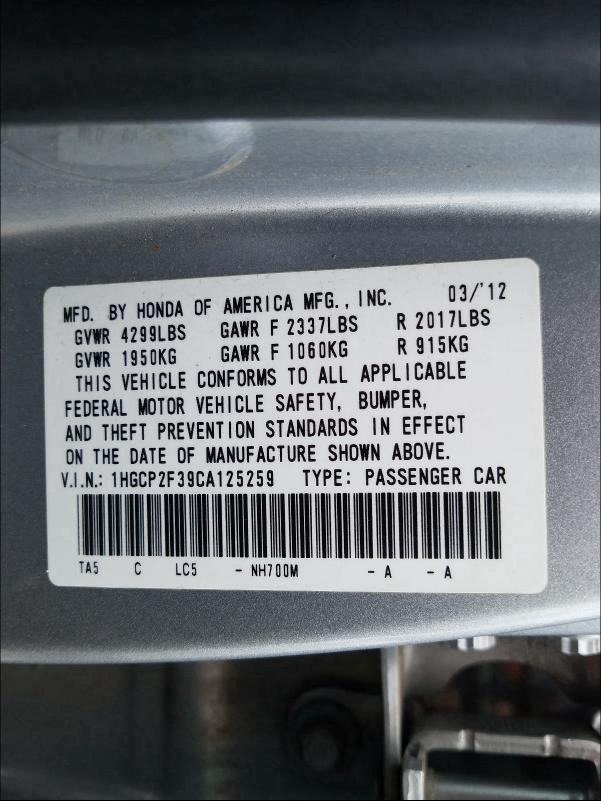 MFD. BY HONDA OF AMERICA MFG., INC. 03/'12
GVWR 4299LBS GAWR F 2337LBS R 2017LBS
GVWR 1950KG GAWR F 1060KG R 915KG
THIS VEHICLE CONFORMS TO ALL APPLICABLE
FEDERAL MOTOR VEHICLE SAFETY, BUMPER,
AND THEFT PREVENTION STANDARDS IN EFFECT
ON THE DATE OF MANUFACTURE SHOWN ABOVE.
V.I.N.: 1HGCP2F39CA125259 TYPE: PASSENGER CAR
TA5 C LC5 - NH700M - A - A